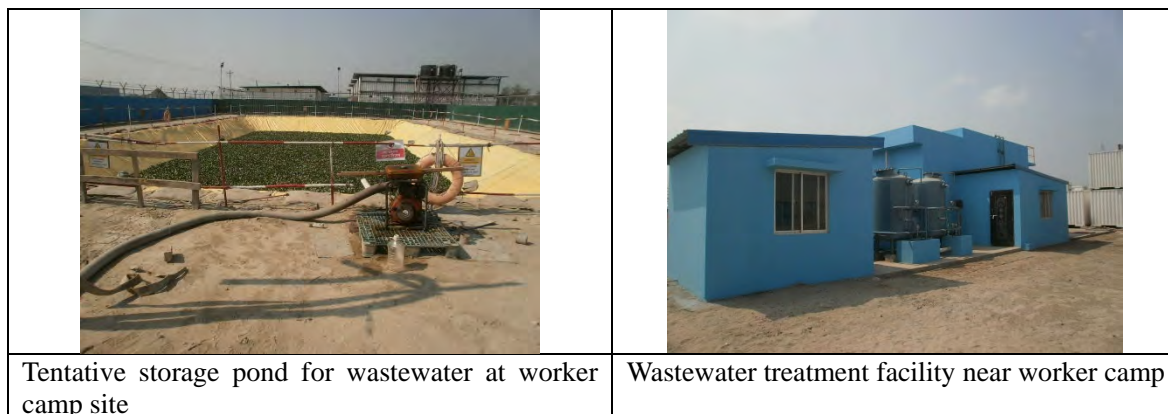 Tentative storage pond for wastewater at worker
camp site
Wastewater treatment facility near worker camp